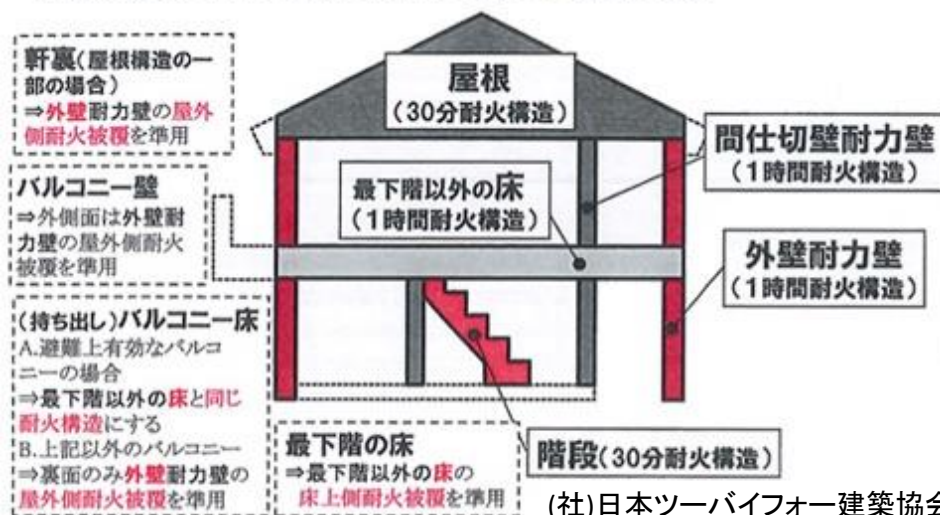 軒裏(屋根構造の一
部の場合)
⇒外壁耐力壁の屋外
側耐火被覆を準用
屋根
(30分耐火構造)
間仕切壁耐力壁
(1時間耐火構造)
バルコニー壁
⇒外側面は外壁耐
力壁の屋外側耐火
被覆を準用
最下階以外の床
(1時間耐火構造)
外壁耐力壁
(1時間耐火構造)
(持ち出し)バルコニー床
A.避難上有効なバルコ
ニーの場合
⇒最下階以外の床と同じ
耐火構造にする
B.上記以外のバルコニー
⇒裏面のみ外壁耐力壁の
屋外側耐火被覆を準用
最下階の床
⇒最下階以外の床の
床上側耐火被覆を準用
階段(30分耐火構造)
(社)日本ツーバイフォー建築協会